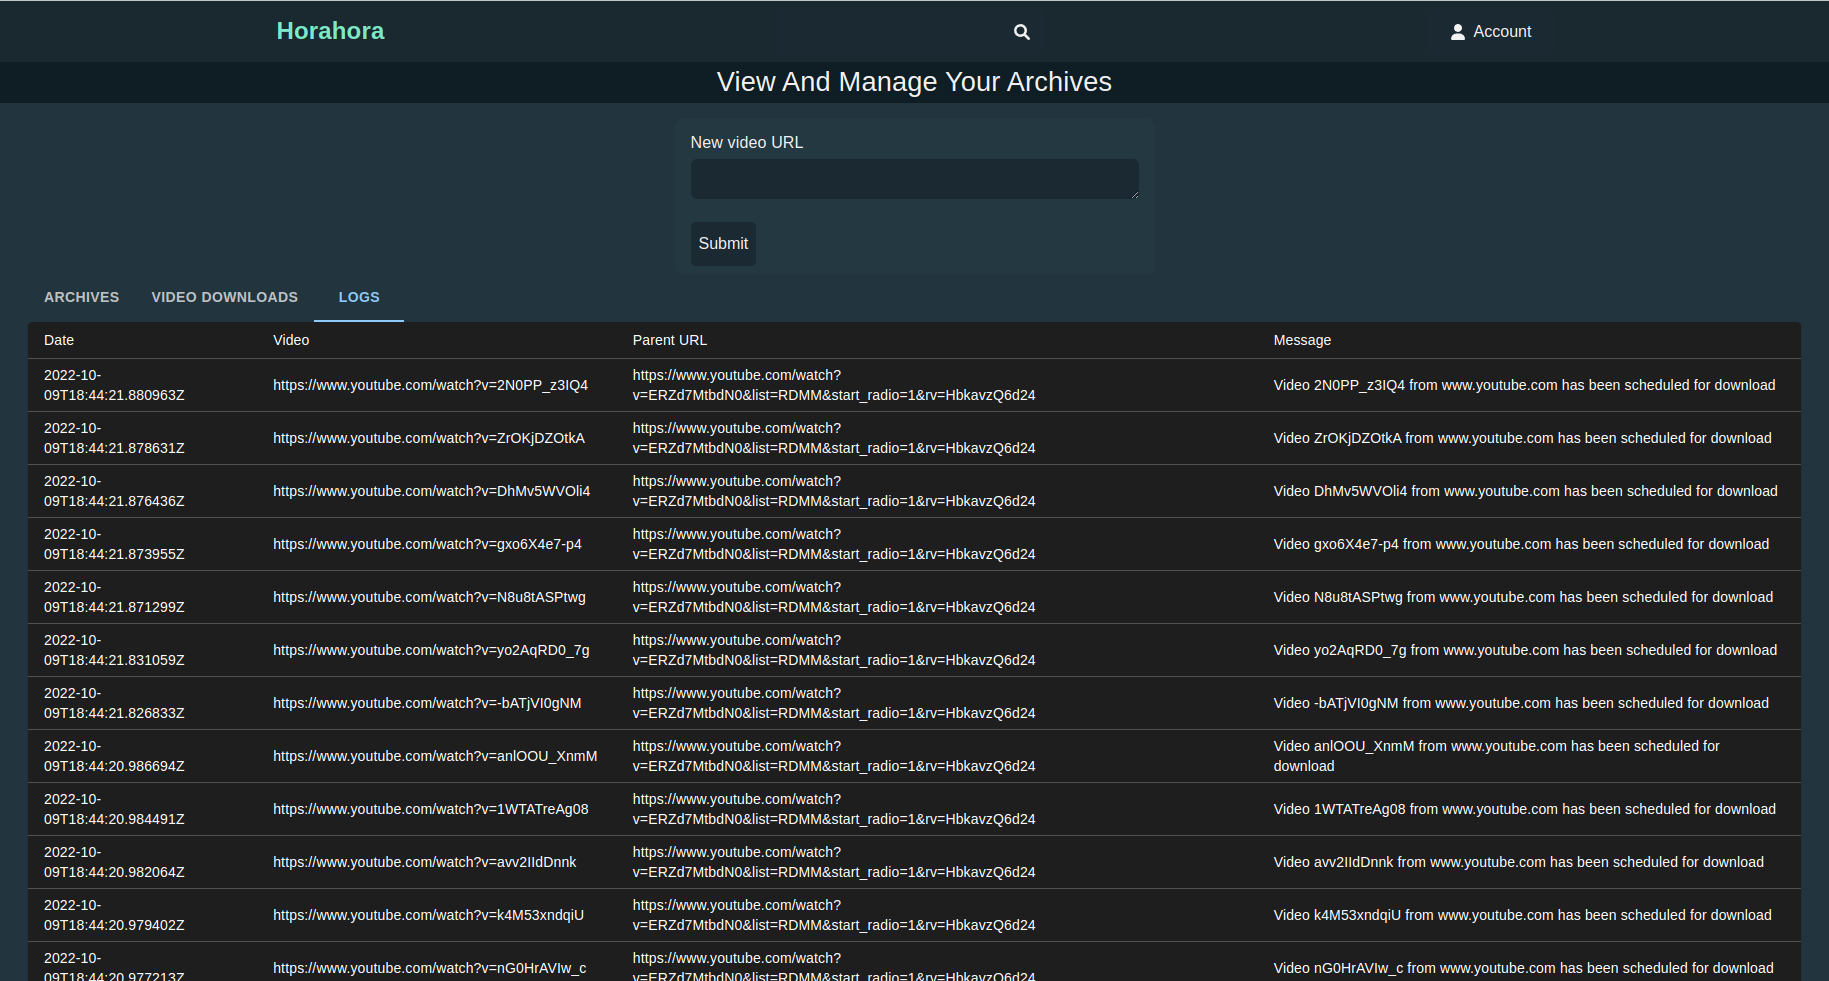 Horahora
Account
View And Manage Your Archives
New video URL
Submit
ARCHIVES VIDEO DOWNLOADS LOGS
Date Video Parent URL Message
2022-10-
09T18:44:21.880963Z
https://www.youtube.com/watch?v=2N0PP_z3IQ4
https://www.youtube.com/watch?
v=ERZd7MtbdN0&list=RDMM&start_radio=1&rv=HbkavzQ6d24
Video 2N0PP_z3IQ4 from www.youtube.com has been scheduled for download
2022-10-
09T18:44:21.878631Z
https://www.youtube.com/watch?v=ZrOKjDZOtkA
https://www.youtube.com/watch?
v=ERZd7MtbdN0&list=RDMM&start_radio=1&rv=HbkavzQ6d24
Video ZrOKjDZOtkA from www.youtube.com has been scheduled for download
2022-10-
09T18:44:21.876436Z
https://www.youtube.com/watch?v=DhMv5WVOli4
https://www.youtube.com/watch?
v=ERZd7MtbdN0&list=RDMM&start_radio=1&rv=HbkavzQ6d24
Video DhMv5WVOli4 from www.youtube.com has been scheduled for download
2022-10-
09T18:44:21.873955Z
https://www.youtube.com/watch?v=gxo6X4e7-p4
https://www.youtube.com/watch?
v=ERZd7MtbdN0&list=RDMM&start_radio=1&rv=HbkavzQ6d24
Video gxo6X4e7-p4 from www.youtube.com has been scheduled for download
2022-10-
09T18:44:21.871299Z
https://www.youtube.com/watch?v=N8u8tASPtwg
https://www.youtube.com/watch?
v=ERZd7MtbdN0&list=RDMM&start_radio=1&rv=HbkavzQ6d24
Video N8u8tASPtwg from www.youtube.com has been scheduled for download
2022-10-
09T18:44:21.831059Z
https://www.youtube.com/watch?v=yo2AqRD0_7g
https://www.youtube.com/watch?
v=ERZd7MtbdN0&list=RDMM&start_radio=1&rv=HbkavzQ6d24
Video yo2AqRD0_7g from www.youtube.com has been scheduled for download
2022-10-
09T18:44:21.826833Z
https://www.youtube.com/watch?v=-bATjVI0gNM
https://www.youtube.com/watch?
v=ERZd7MtbdN0&list=RDMM&start_radio=1&rv=HbkavzQ6d24
Video -bATjVI0gNM from www.youtube.com has been scheduled for download
2022-10-
09T18:44:20.986694Z
https://www.youtube.com/watch?v=anlOOU_XnmM
https://www.youtube.com/watch?
v=ERZd7MtbdN0&list=RDMM&start_radio=1&rv=HbkavzQ6d24
Video anlOOU_XnmM from www.youtube.com has been scheduled for
download
2022-10-
09T18:44:20.984491Z
https://www.youtube.com/watch?v=1WTATreAg08
https://www.youtube.com/watch?
v=ERZd7MtbdN0&list=RDMM&start_radio=1&rv=HbkavzQ6d24
Video 1WTATreAg08 from www.youtube.com has been scheduled for download
2022-10-
09T18:44:20.982064Z
https://www.youtube.com/watch?v=avv2IIdDnnk
https://www.youtube.com/watch?
v=ERZd7MtbdN0&list=RDMM&start_radio=1&rv=HbkavzQ6d24
Video avv2IIdDnnk from www.youtube.com has been scheduled for download
2022-10-
09T18:44:20.979402Z
https://www.youtube.com/watch?v=k4M53xndqiU
https://www.youtube.com/watch?
v=ERZd7MtbdN0&list=RDMM&start_radio=1&rv=HbkavzQ6d24
Video k4M53xndqiU from www.youtube.com has been scheduled for download
2022-10-
09T18:44:20.977213Z
https://www.youtube.com/watch?v=nG0HrAVIw_c
https://www.youtube.com/watch?
v=ERZd7MtbdN0&list=RDMM&start_radio=1&rv=HbkavzQ6d24
Video nG0HrAVIw_c from www.youtube.com has been scheduled for download